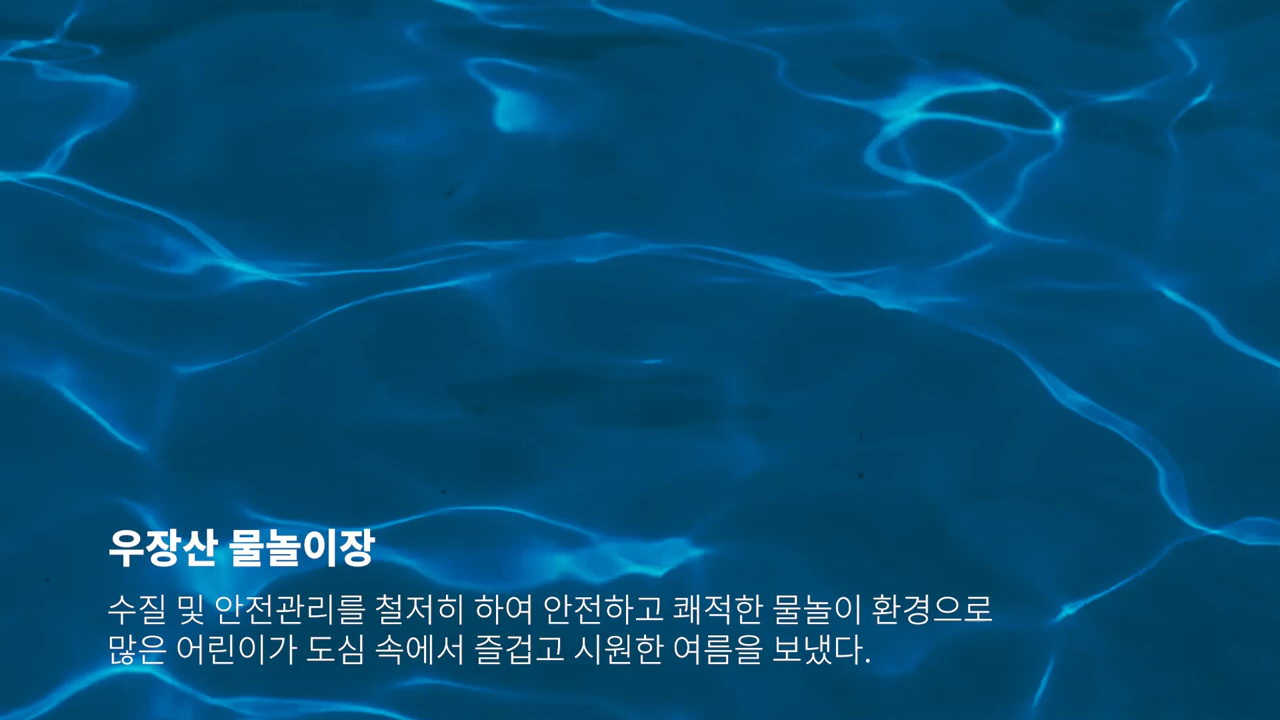 우장산 물놀이장
수질 및 안전관리를 철저히 하여 안전하고 쾌적한 물놀이 환경으로
많은 어린이가 도심 속에서 즐겁고 시원한 여름을 보냈다.